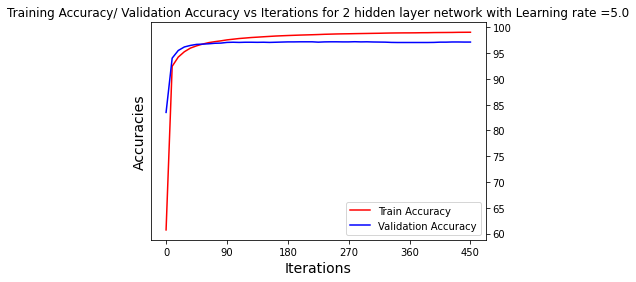 Training Accuracy/ Validation Accuracy vs Iterations for 2 hidden layer network with Learning rate =5.0
Accuracies
100
95
90
85
80
75
70
65
60
Train Accuracy
Validation Accuracy
0 90 180 270 360 450
Iterations